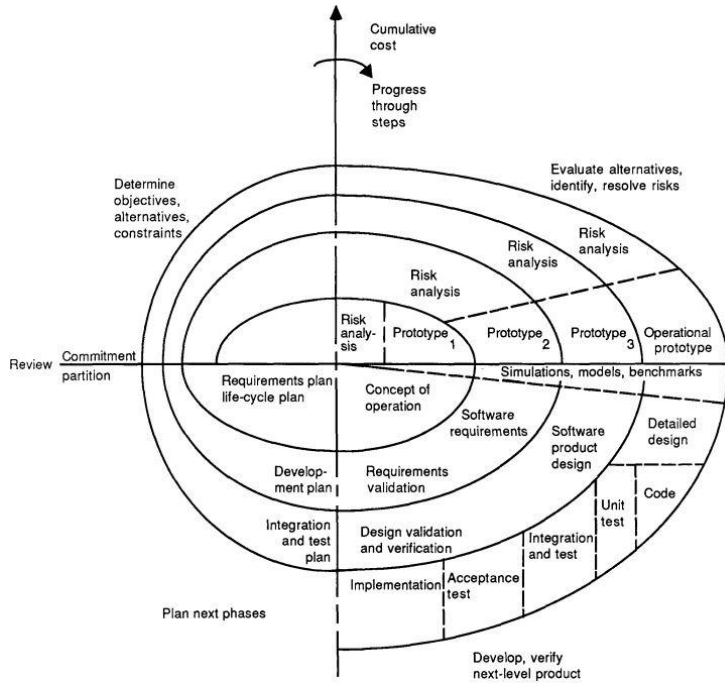 Cumulative
cost
Progress
through
steps
Determine
objectives,
alternatives,
constraints
Evaluate alternatives,
identify, resolve risks
Risk
analysis
Risk
analysis
Risk
analysis
Risk
analy-
sis
Prototype
1
Prototype
2
Prototype
3
Operational
prototype
Review
Commitment
partition
Simulations, models, benchmarks
Requirements plan
life-cycle plan
Concept of
operation
Software
requirements
Software
product
design
Detailed
design
Develop-
ment plan
Requirements
validation
Integration
and test
plan
Design validation
and verification
Code
Unit
test
Integration
and test
Acceptance
test
Implementation
Plan next phases
Develop, verify
next-level product